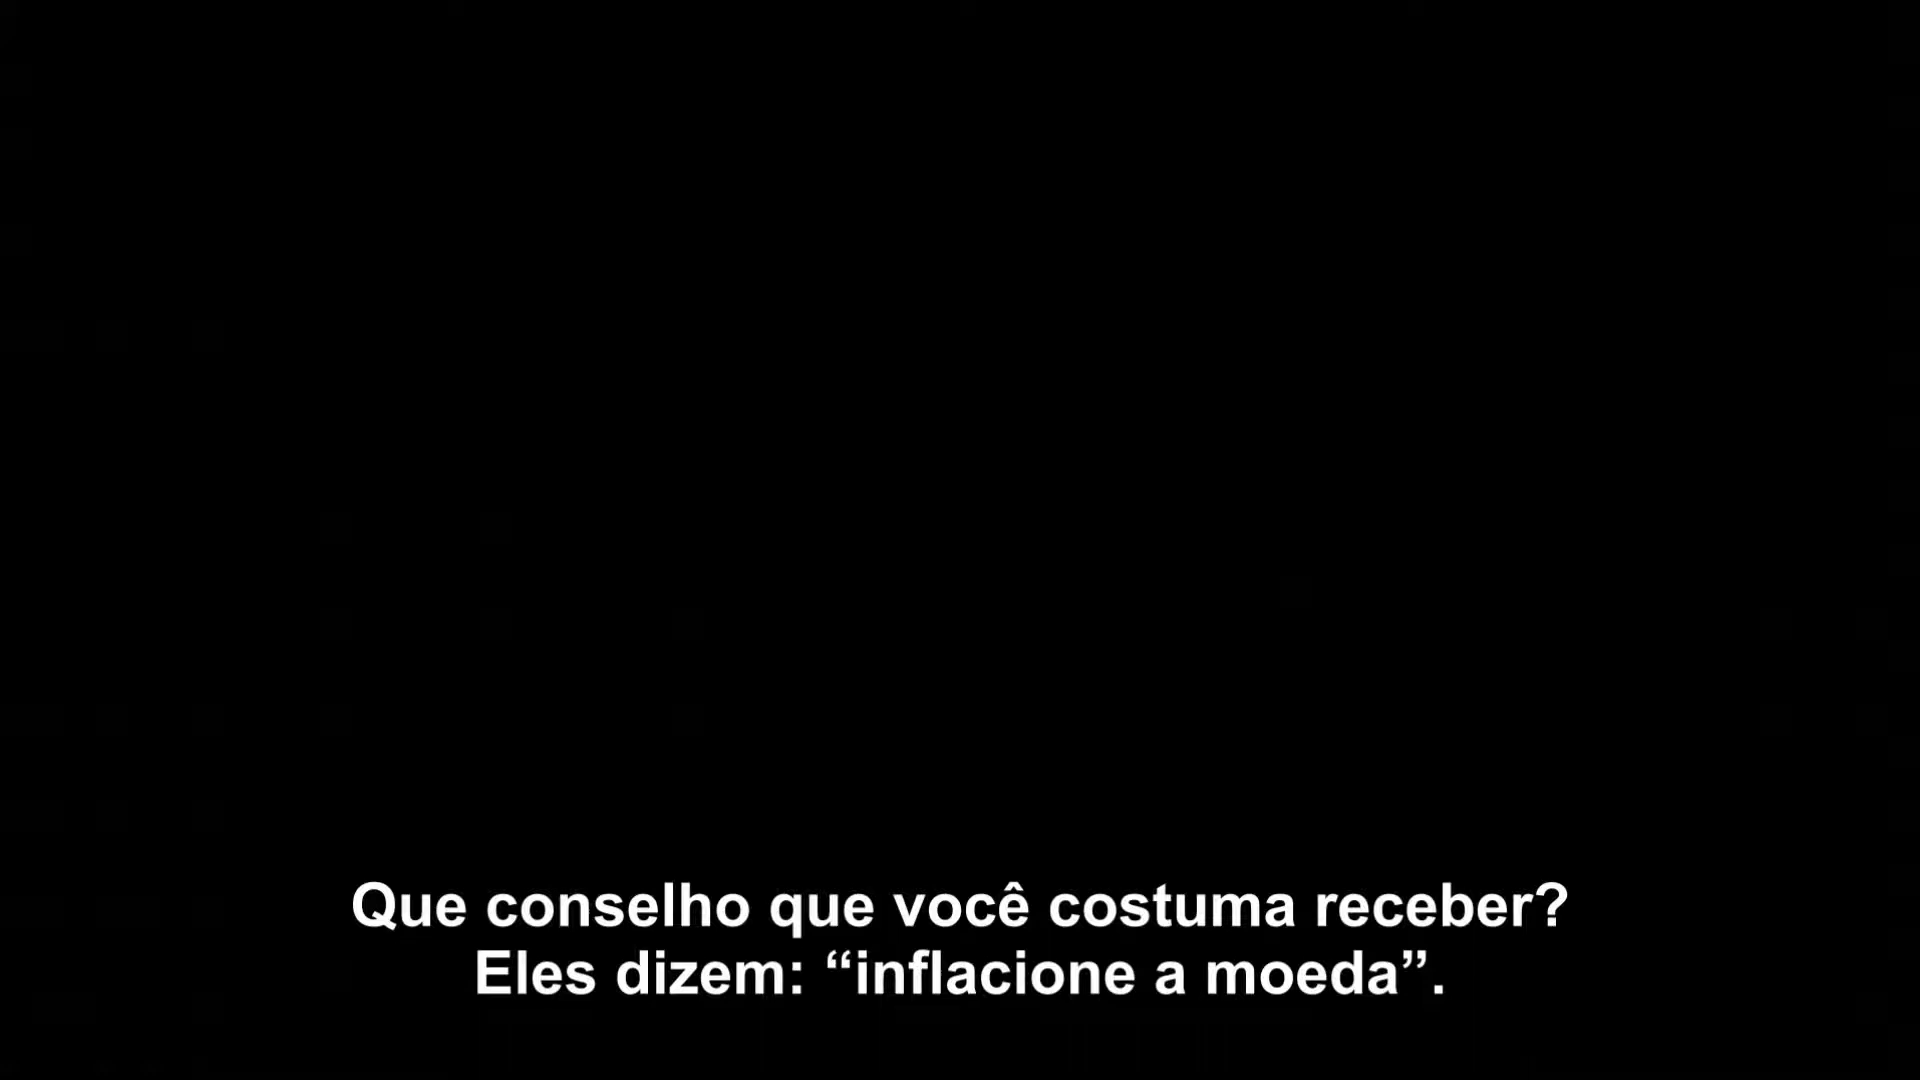 Que conselho que você costuma receber?
Eles dizem: “inflacione a moeda”.